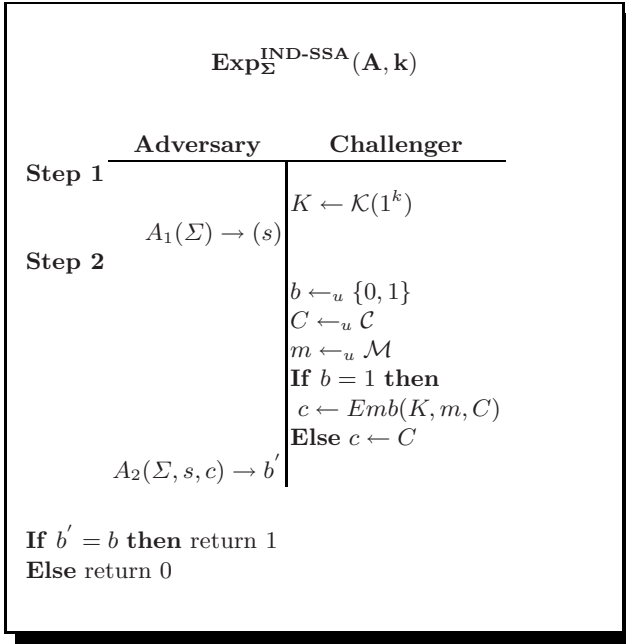 Exp_Σ^IND-SSA(A, k)
Adversary Challenger
Step 1
K ← 𝒦(1^k)
A_1(Σ) → (s)
Step 2
b ←_u {0, 1}
C ←_u 𝒞
m ←_u ℳ
If b = 1 then
c ← Emb(K, m, C)
Else c ← C
A_2(Σ, s, c) → b′
If b′ = b then return 1
Else return 0